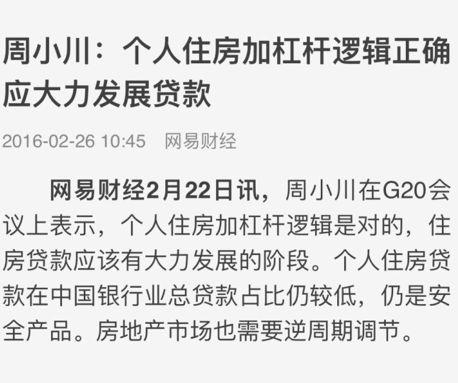 周小川：个人住房加杠杆逻辑正确
应大力发展贷款
2016-02-26 10:45 网易财经
网易财经2月22日讯，周小川在G20会
议上表示，个人住房加杠杆逻辑是对的，住
房贷款应该有大力发展的阶段。个人住房贷
款在中国银行业总贷款占比仍较低，仍是安
全产品。房地产市场也需要逆周期调节。